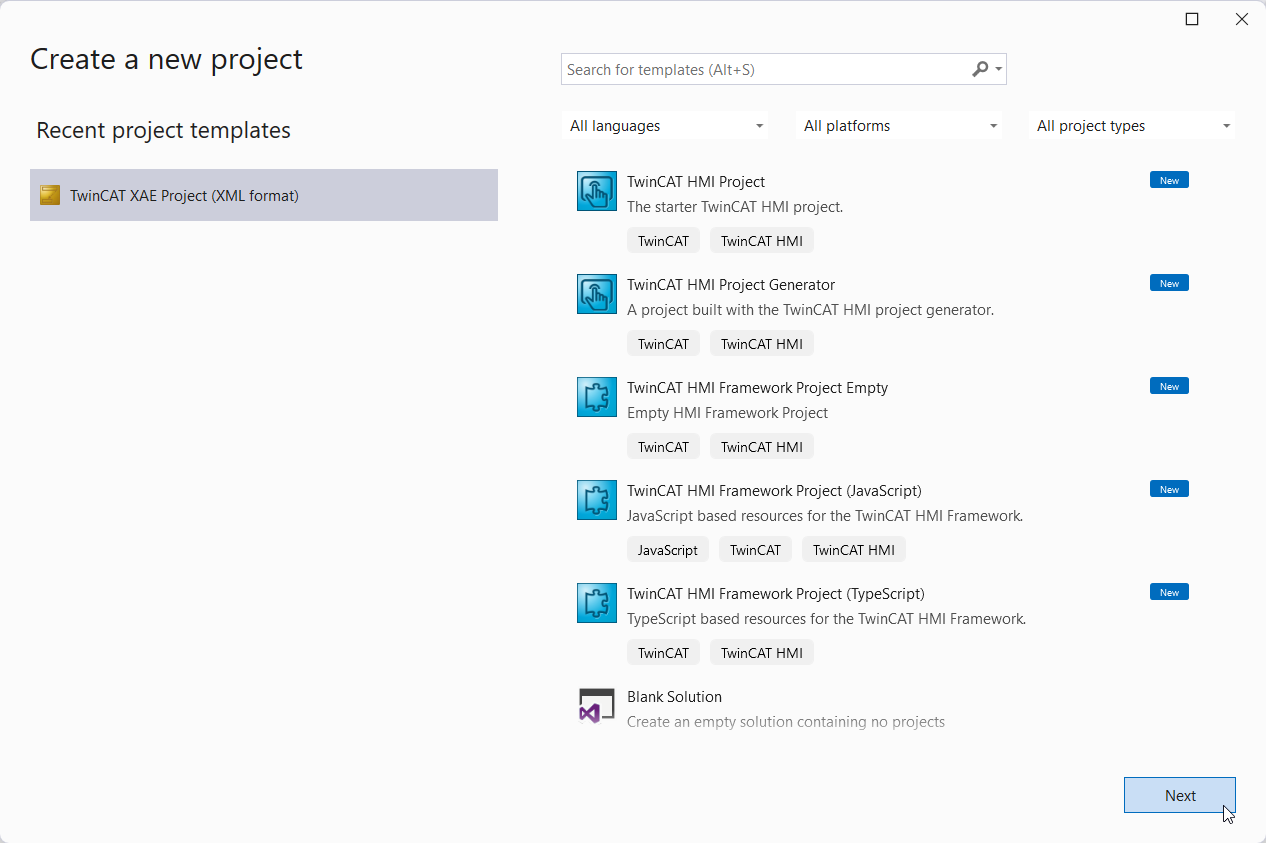 Create a new project
Recent project templates
TwinCAT XAE Project (XML format)
Search for templates (Alt+S)
All languages
All platforms
All project types
TwinCAT HMI Project
New
The starter TwinCAT HMI project.
TwinCAT
TwinCAT HMI
TwinCAT HMI Project Generator
New
A project built with the TwinCAT HMI project generator.
TwinCAT
TwinCAT HMI
TwinCAT HMI Framework Project Empty
New
Empty HMI Framework Project
TwinCAT
TwinCAT HMI
TwinCAT HMI Framework Project (JavaScript)
New
JavaScript based resources for the TwinCAT HMI Framework.
JavaScript
TwinCAT
TwinCAT HMI
TwinCAT HMI Framework Project (TypeScript)
New
TypeScript based resources for the TwinCAT HMI Framework.
TwinCAT
TwinCAT HMI
Blank Solution
Create an empty solution containing no projects
Next